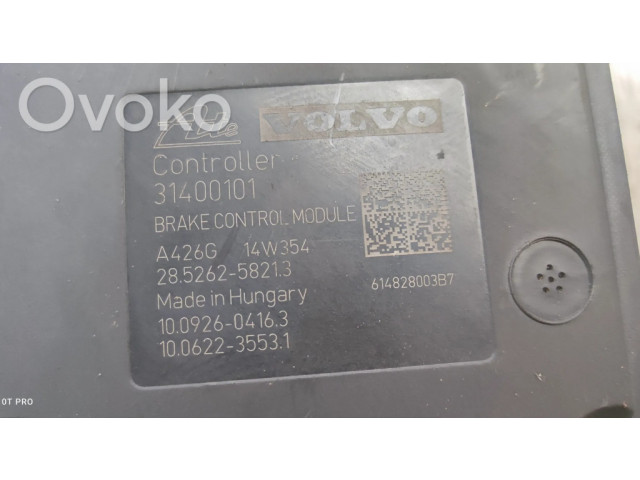 Ovoko
VOLVO
Controller
31400101
BRAKE CONTROL MODULE
A426G 14W354
28.5262-5821.3
614828003B7
Made in Hungary
10.0926-0416.3
10.0622-3553.1
OT PRO